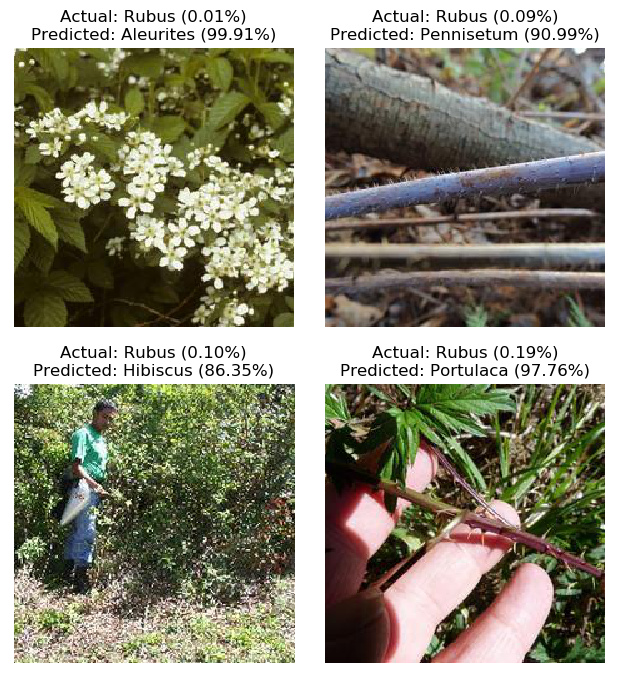 Actual: Rubus (0.01%)
Predicted: Aleurites (99.91%)
Actual: Rubus (0.09%)
Predicted: Pennisetum (90.99%)
Actual: Rubus (0.10%)
Predicted: Hibiscus (86.35%)
Actual: Rubus (0.19%)
Predicted: Portulaca (97.76%)